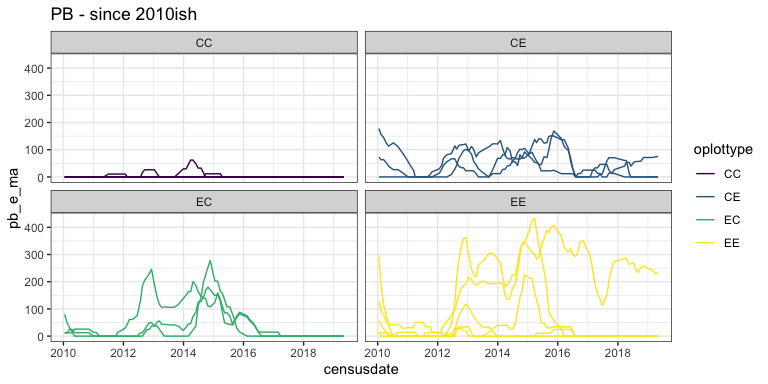 PB - since 2010ish
CC
CE
400
300
200
100
0
EC
EE
400
300
200
100
0
2010 2012 2014 2016 2018
2010 2012 2014 2016 2018
censusdate
pb_e_ma
oplottype
CC
CE
EC
EE